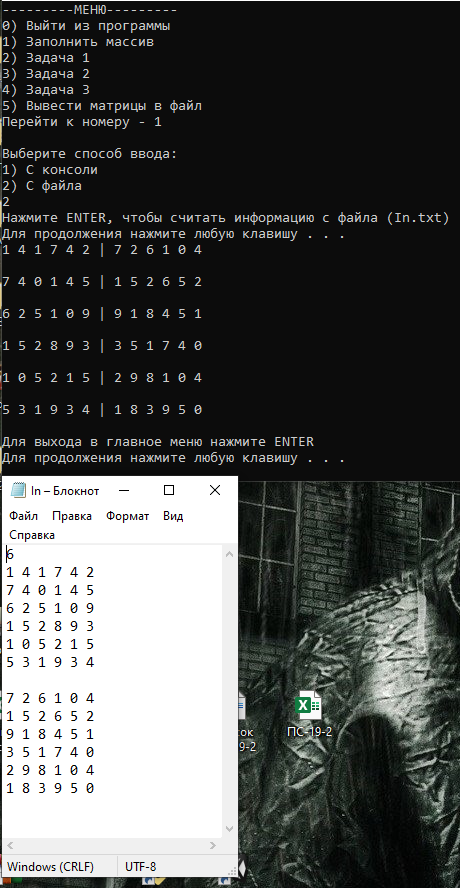 ---------МЕНЮ---------
0) Выйти из программы
1) Заполнить массив
2) Задача 1
3) Задача 2
4) Задача 3
5) Вывести матрицы в файл
Перейти к номеру - 1
Выберите способ ввода:
1) С консоли
2) С файла
2
Нажмите ENTER, чтобы считать информацию с файла (In.txt)
Для продолжения нажмите любую клавишу . . .
1 4 1 7 4 2 | 7 2 6 1 0 4
7 4 0 1 4 5 | 1 5 2 6 5 2
6 2 5 1 0 9 | 9 1 8 4 5 1
1 5 2 8 9 3 | 3 5 1 7 4 0
1 0 5 2 1 5 | 2 9 8 1 0 4
5 3 1 9 3 4 | 1 8 3 9 5 0
Для выхода в главное меню нажмите ENTER
Для продолжения нажмите любую клавишу . . .
In – Блокнот
Файл Правка Формат Вид
Справка
6
1 4 1 7 4 2
7 4 0 1 4 5
6 2 5 1 0 9
1 5 2 8 9 3
1 0 5 2 1 5
5 3 1 9 3 4
7 2 6 1 0 4
1 5 2 6 5 2
9 1 8 4 5 1
3 5 1 7 4 0
2 9 8 1 0 4
1 8 3 9 5 0
Windows (CRLF) UTF-8
ПС-19-2